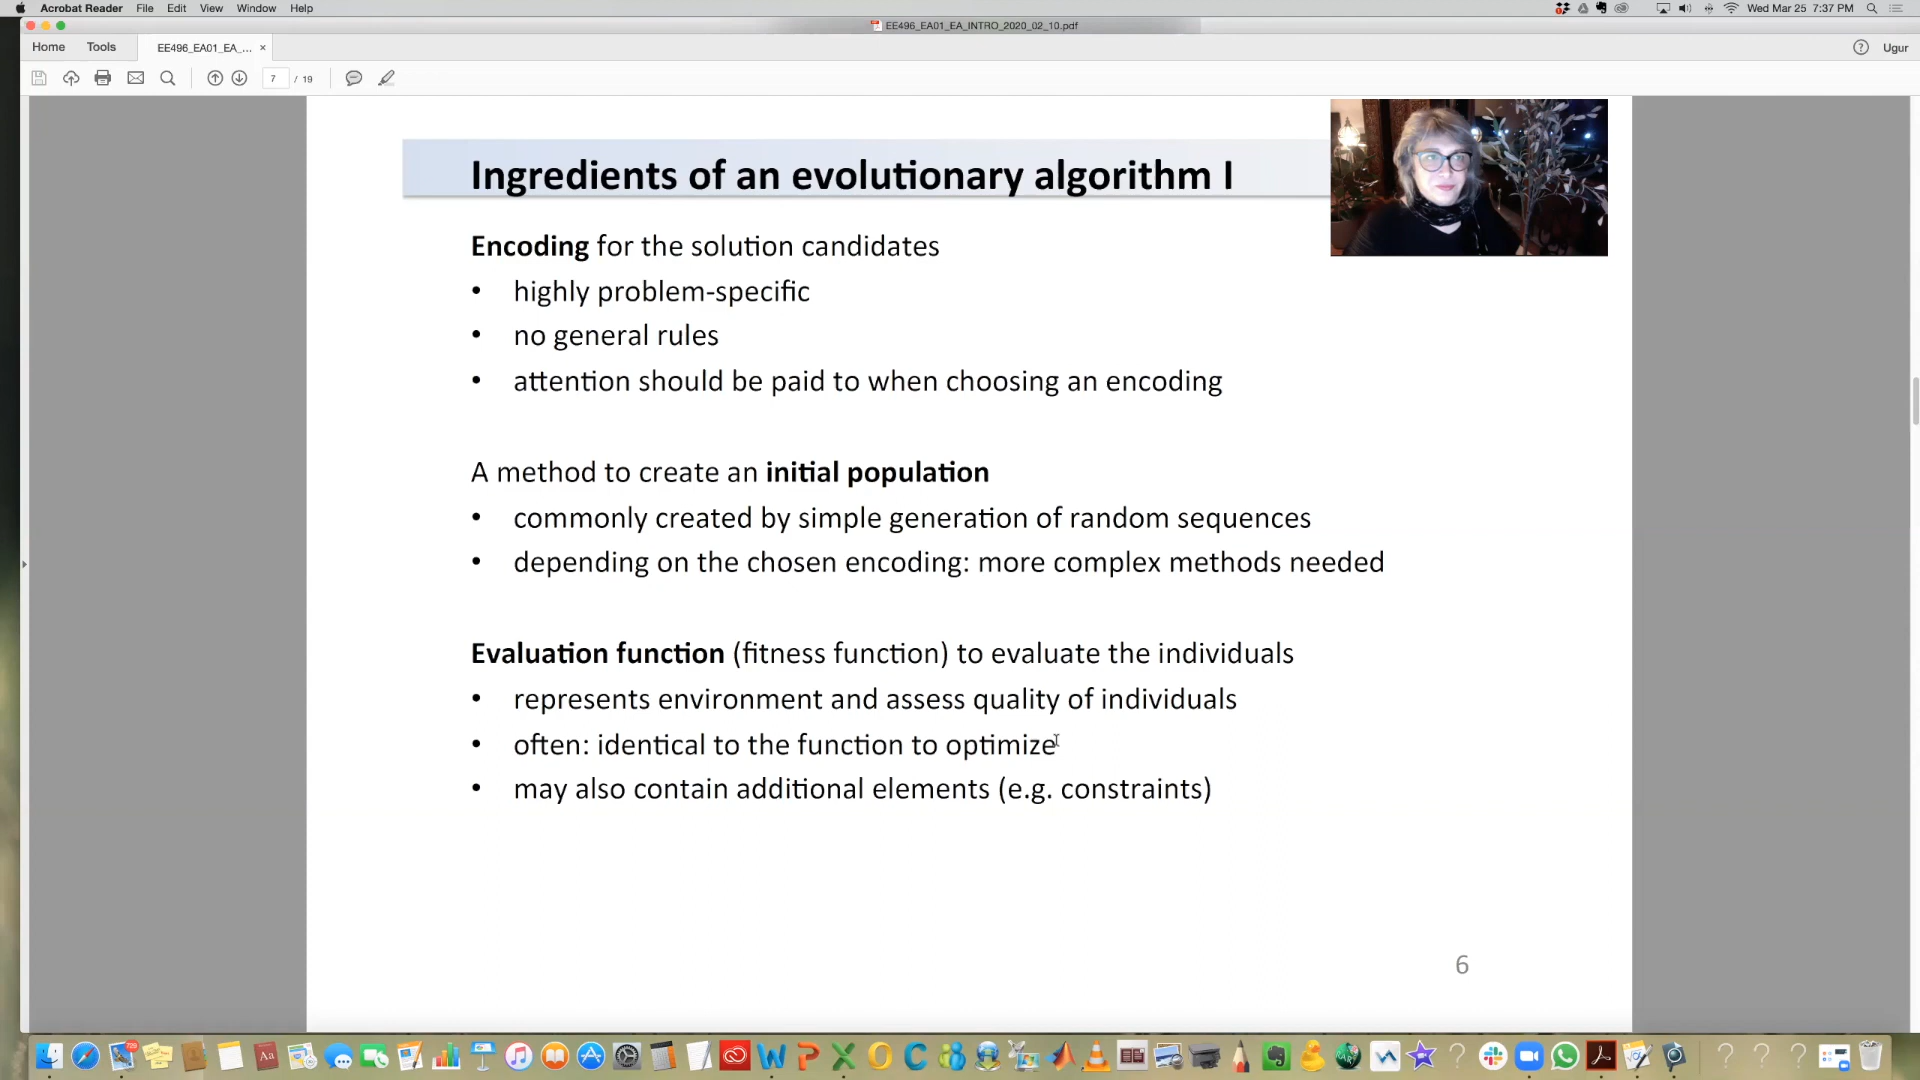 Acrobat Reader File Edit View Window Help Wed Mar 25 7:37 PM
EE496_EA01_EA_INTRO_2020_02_10.pdf
Home Tools EE496_EA01_EA_... × Ugur
7 / 19
Ingredients of an evolutionary algorithm I
Encoding for the solution candidates
• highly problem-specific
• no general rules
• attention should be paid to when choosing an encoding
A method to create an initial population
• commonly created by simple generation of random sequences
• depending on the chosen encoding: more complex methods needed
Evaluation function (fitness function) to evaluate the individuals
• represents environment and assess quality of individuals
• often: identical to the function to optimize
• may also contain additional elements (e.g. constraints)
6